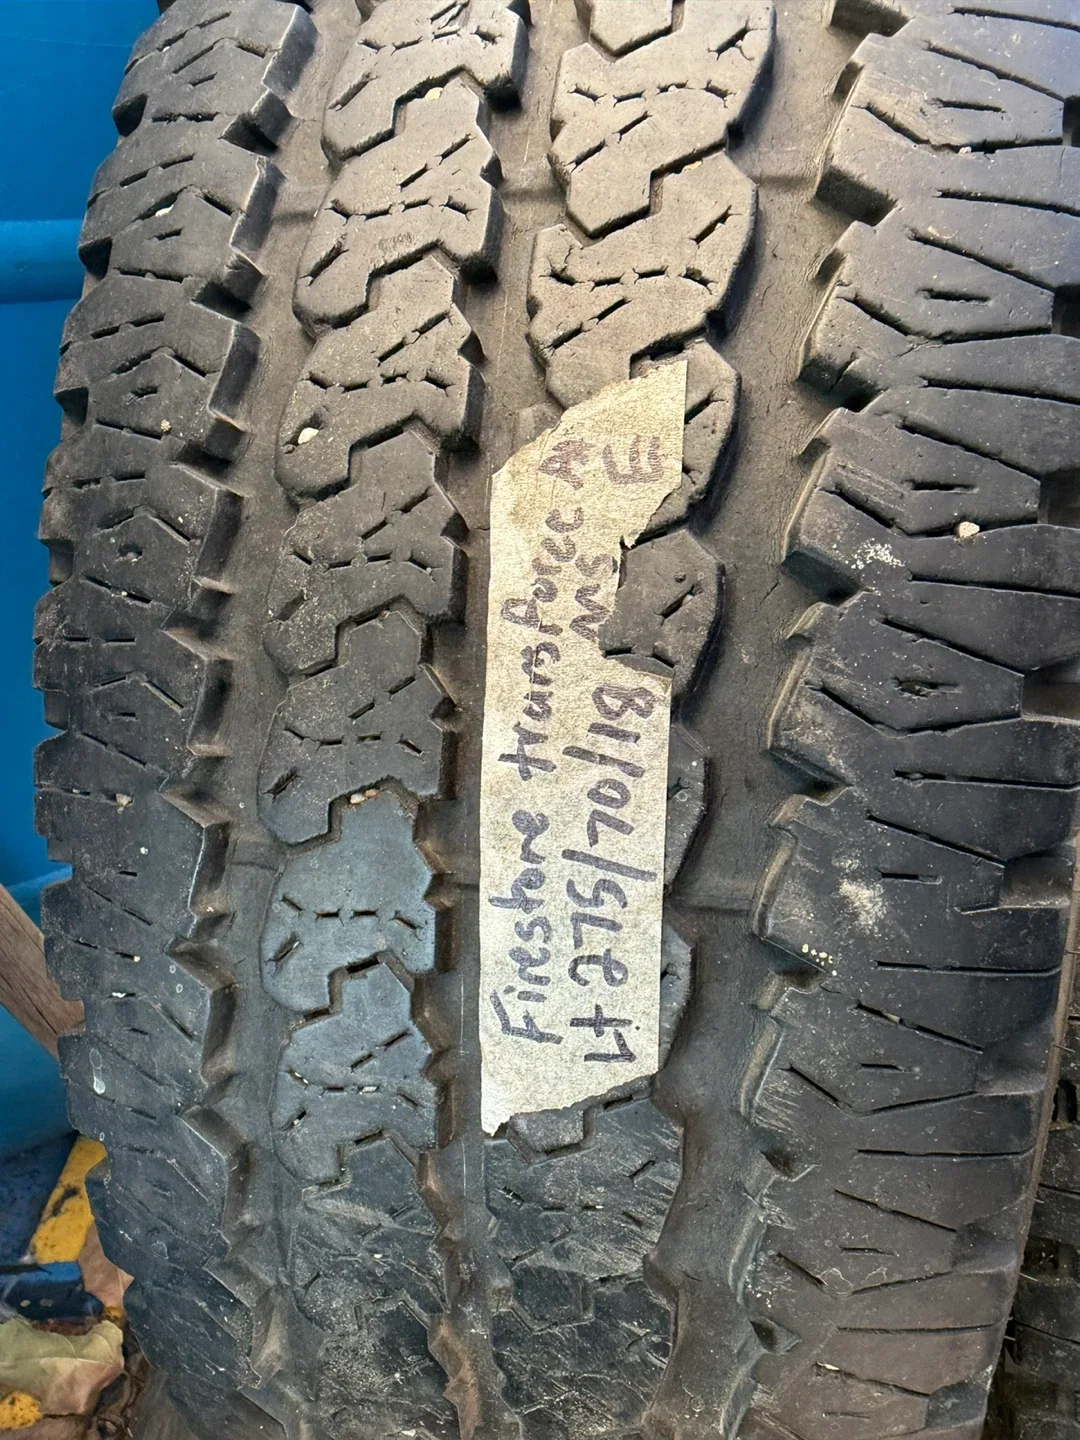 Firestone transforce At
Lt 275/70/18 MS E